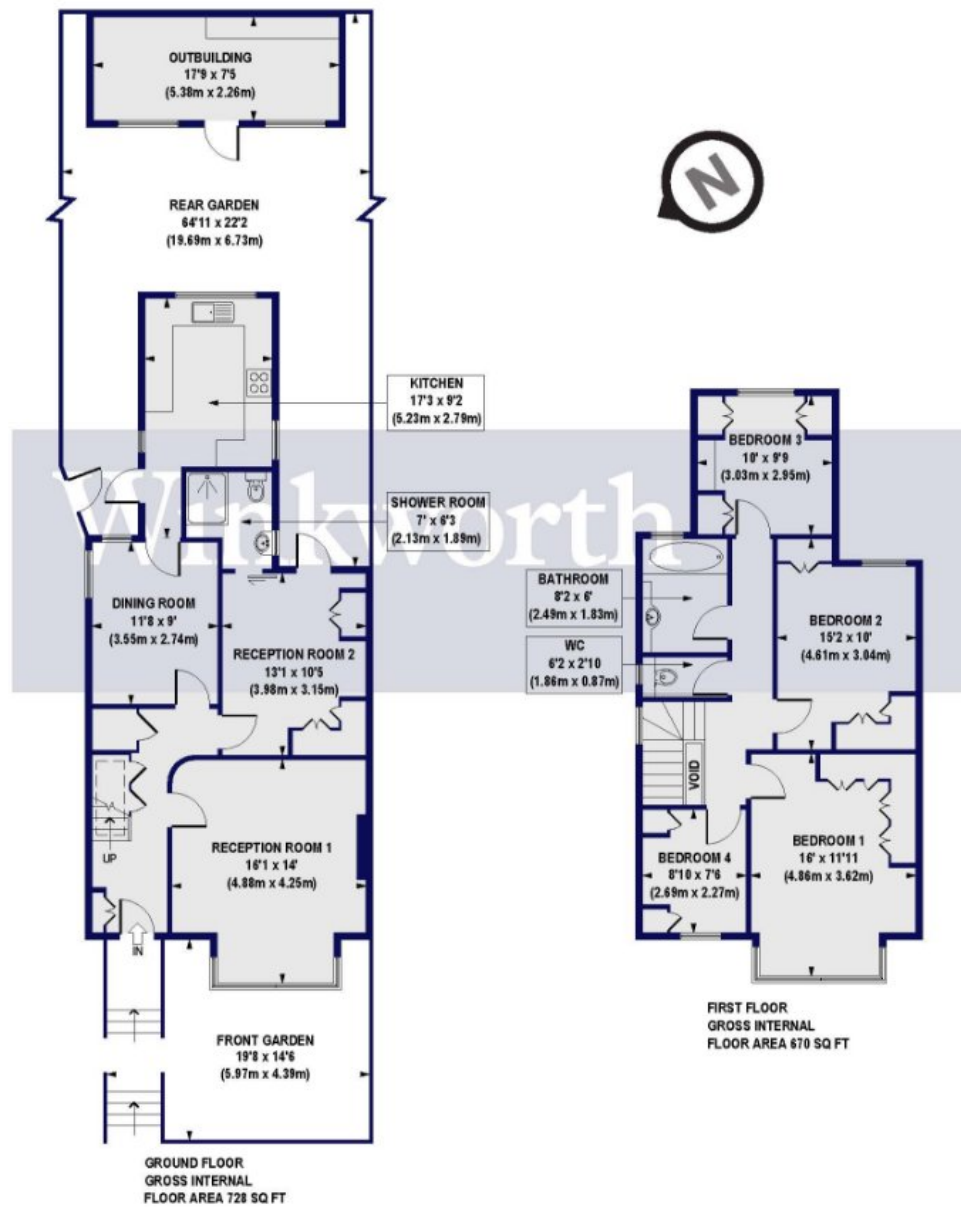 OUTBUILDING
17'9 x 7'5
(5.38m x 2.26m)
N
REAR GARDEN
64'11 x 22'2
(19.69m x 6.73m)
KITCHEN
17'3 x 9'2
(5.23m x 2.79m)
Winkworth
SHOWER ROOM
7' x 6'3
(2.13m x 1.89m)
DINING ROOM
11'8 x 9'
(3.55m x 2.74m)
RECEPTION ROOM 2
13'1 x 10'5
(3.98m x 3.15m)
UP
RECEPTION ROOM 1
16'1 x 14'
(4.88m x 4.25m)
IN
FRONT GARDEN
19'8 x 14'6
(5.97m x 4.39m)
GROUND FLOOR
GROSS INTERNAL
FLOOR AREA 728 SQ FT
BEDROOM 3
10' x 9'9
(3.03m x 2.95m)
BATHROOM
8'2 x 6'
(2.49m x 1.83m)
BEDROOM 2
15'2 x 10'
(4.61m x 3.04m)
WC
6'2 x 2'10
(1.86m x 0.87m)
VOID
BEDROOM 4
8'10 x 7'6
(2.69m x 2.27m)
BEDROOM 1
16' x 11'11
(4.86m x 3.62m)
FIRST FLOOR
GROSS INTERNAL
FLOOR AREA 670 SQ FT